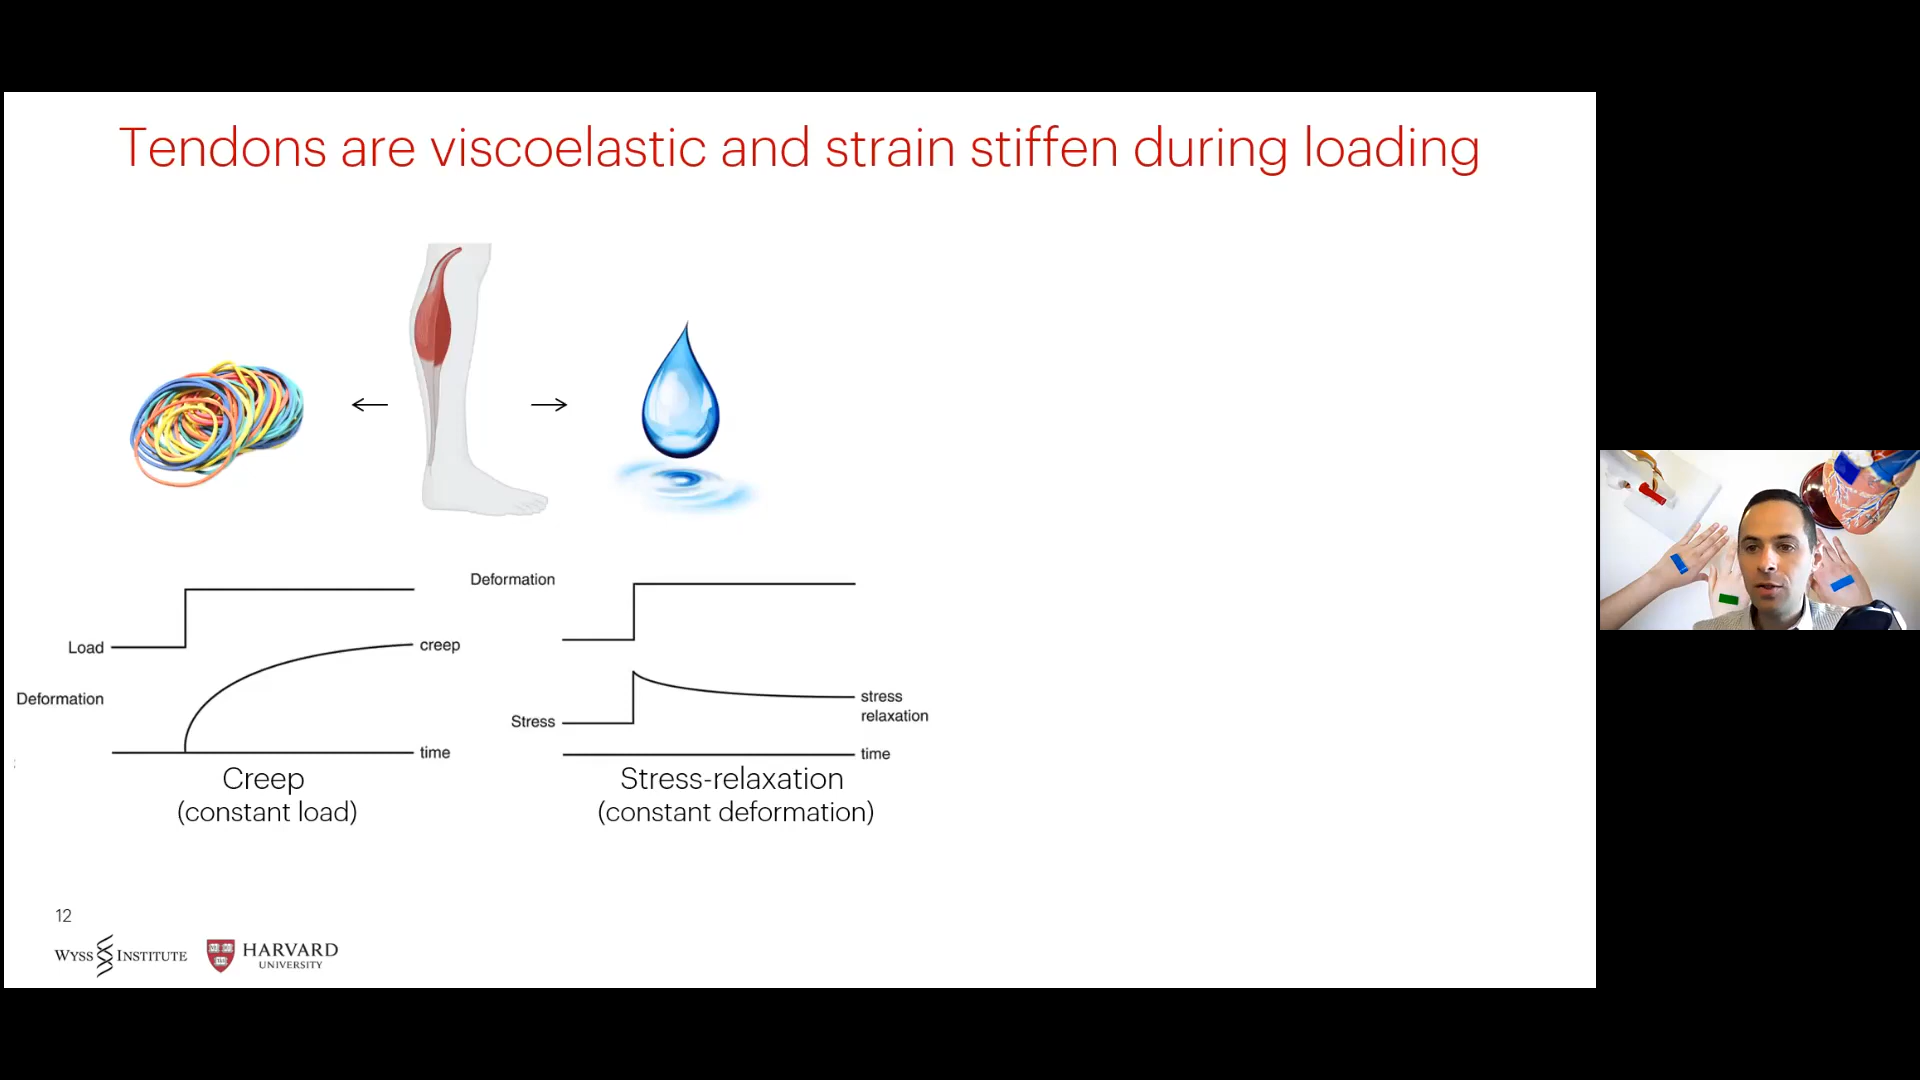 Tendons are viscoelastic and strain stiffen during loading
Load
creep
Deformation
time
Creep
(constant load)
Deformation
Stress
stress
relaxation
time
Stress-relaxation
(constant deformation)
12
WYSS INSTITUTE
HARVARD
UNIVERSITY